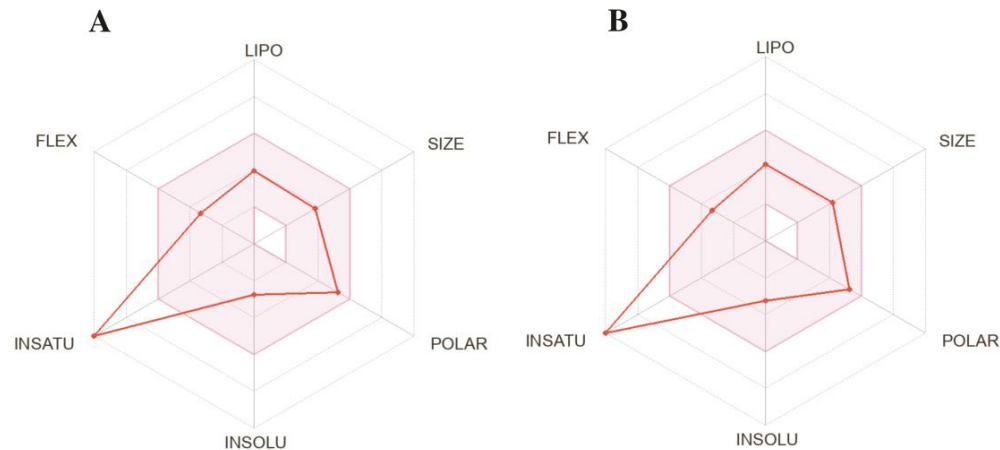 A
LIPO
FLEX
SIZE
INSATU
POLAR
INSOLU
B
LIPO
FLEX
SIZE
INSATU
POLAR
INSOLU